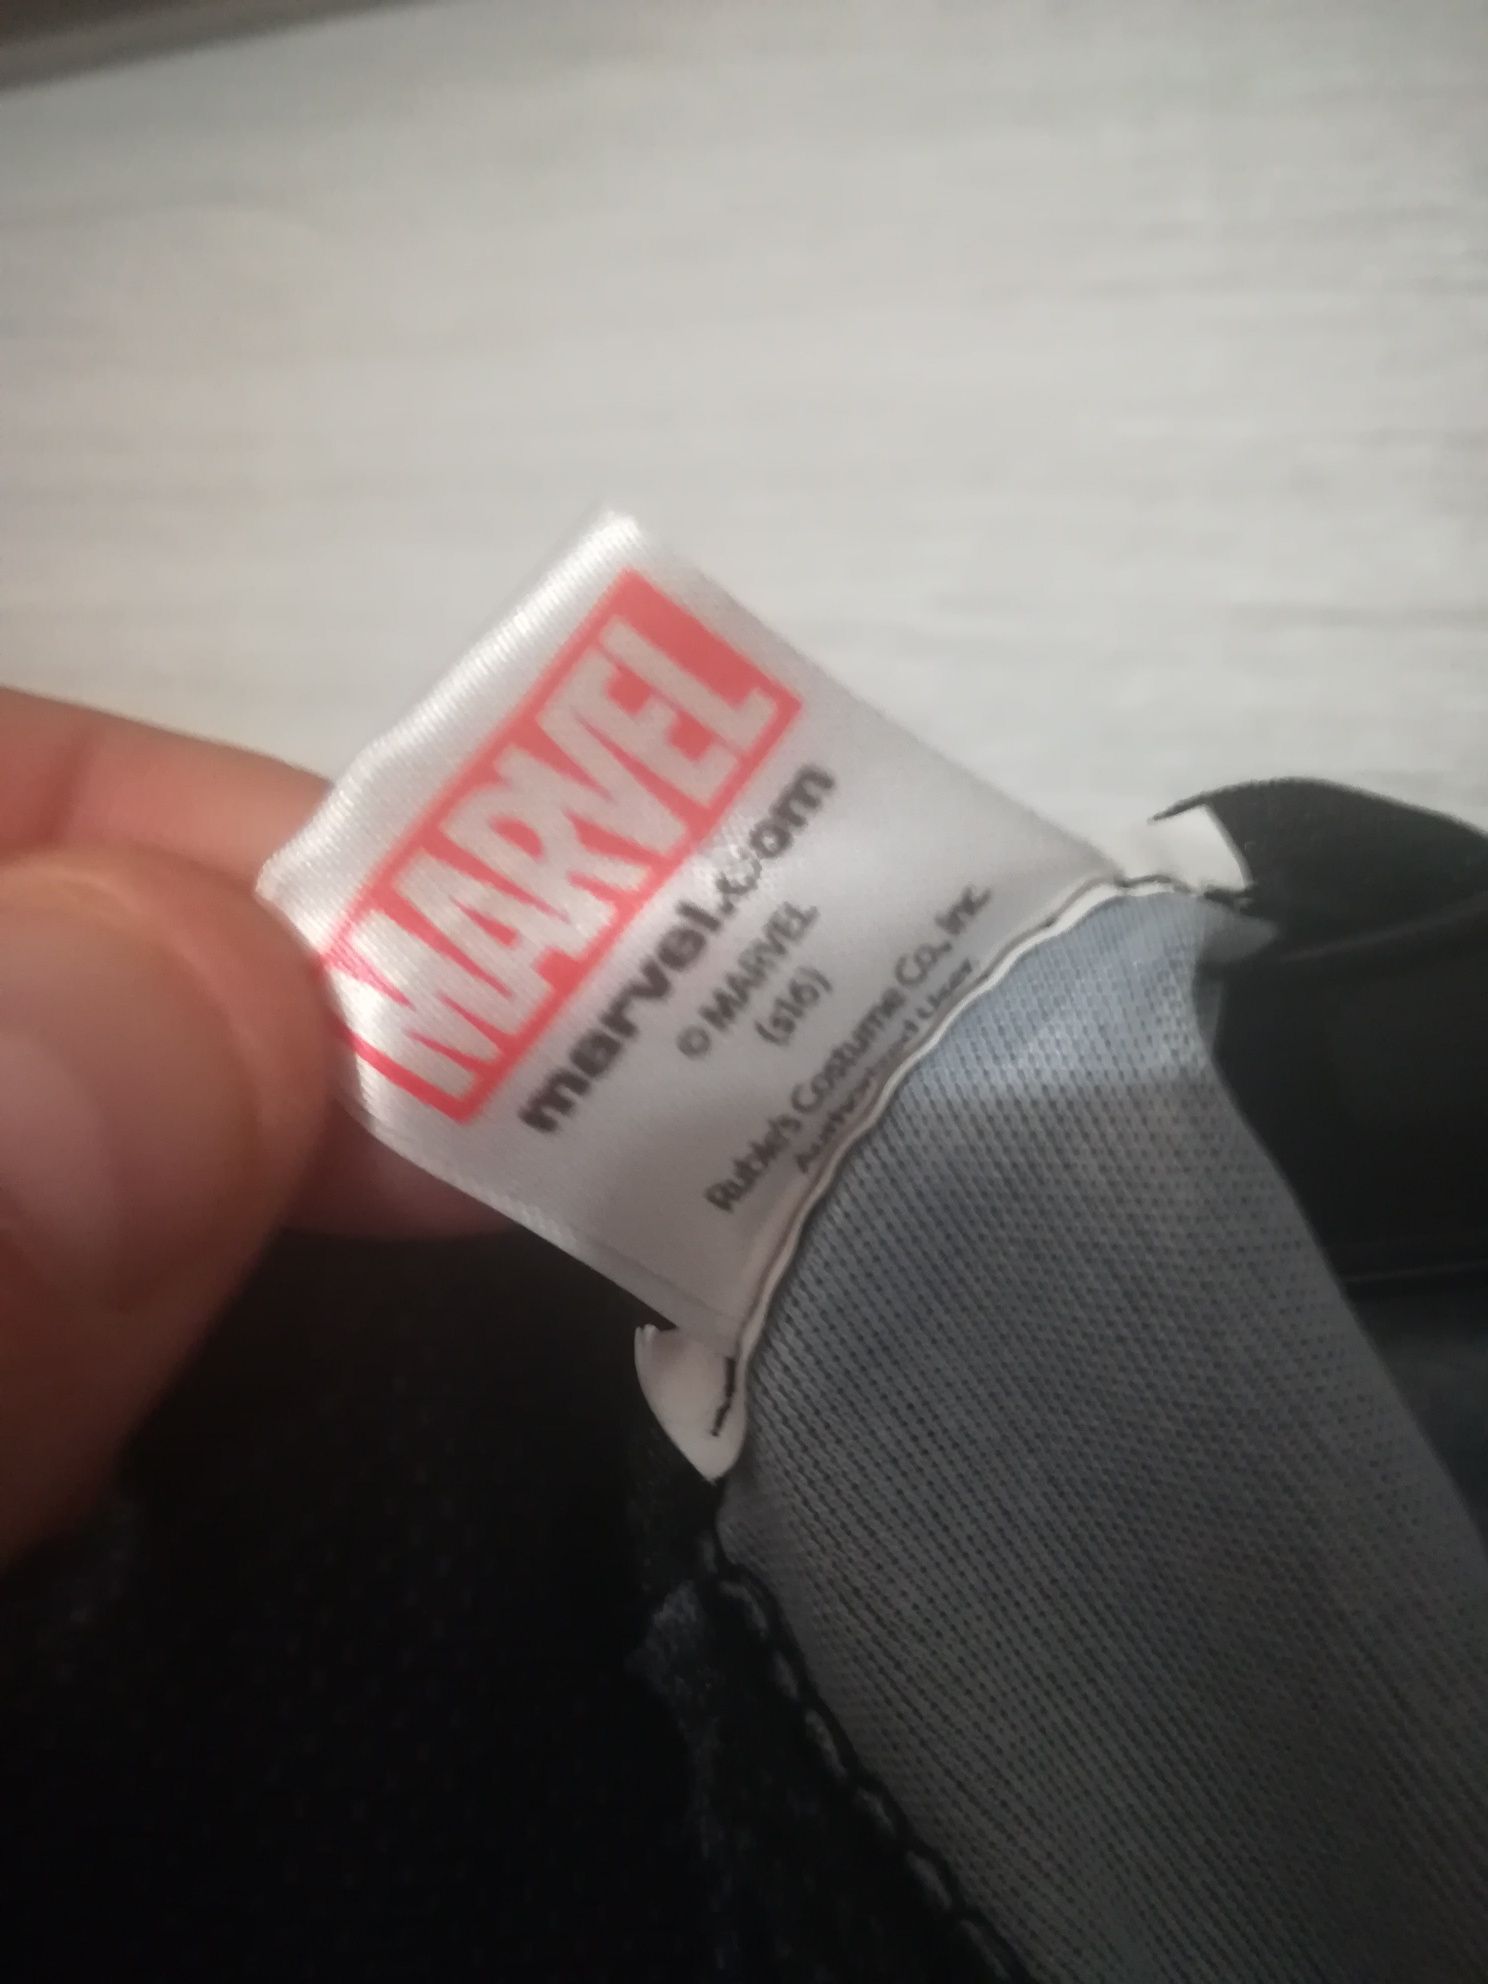 MARVEL
marvel.com
© MARVEL
(s16)
Rubie's Costume Co., Inc
Authorized User